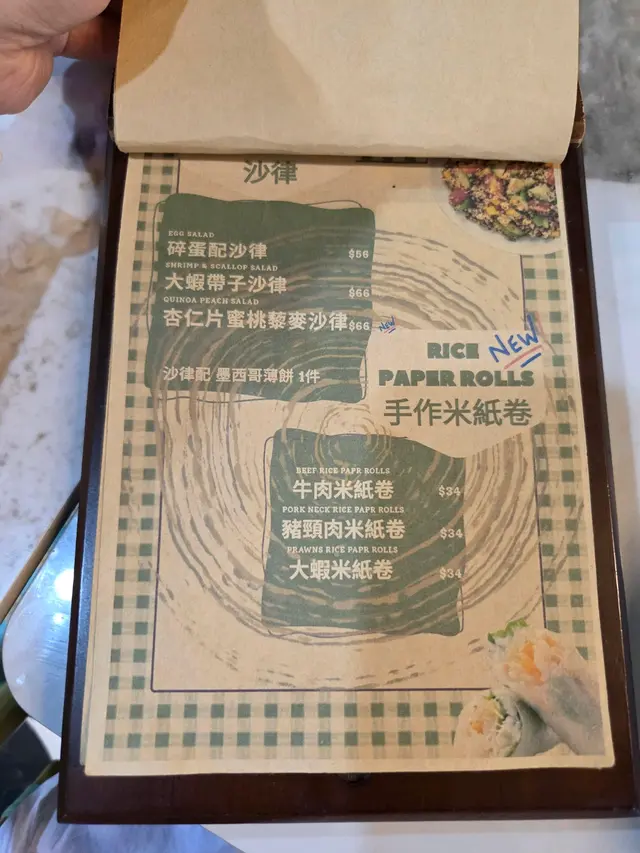 沙律
EGG SALAD
碎蛋配沙律 $56
SHRIMP & SCALLOP SALAD
大蝦帶子沙律 $66
QUINOA PEACH SALAD
杏仁片蜜桃藜麥沙律 $66 New
沙律配 墨西哥薄餅 1件
RICE NEW
PAPER ROLLS
手作米紙卷
BEEF RICE PAPR ROLLS
牛肉米紙卷 $34
PORK NECK RICE PAPR ROLLS
豬頸肉米紙卷 $34
PRAWNS RICE PAPR ROLLS
大蝦米紙卷 $34